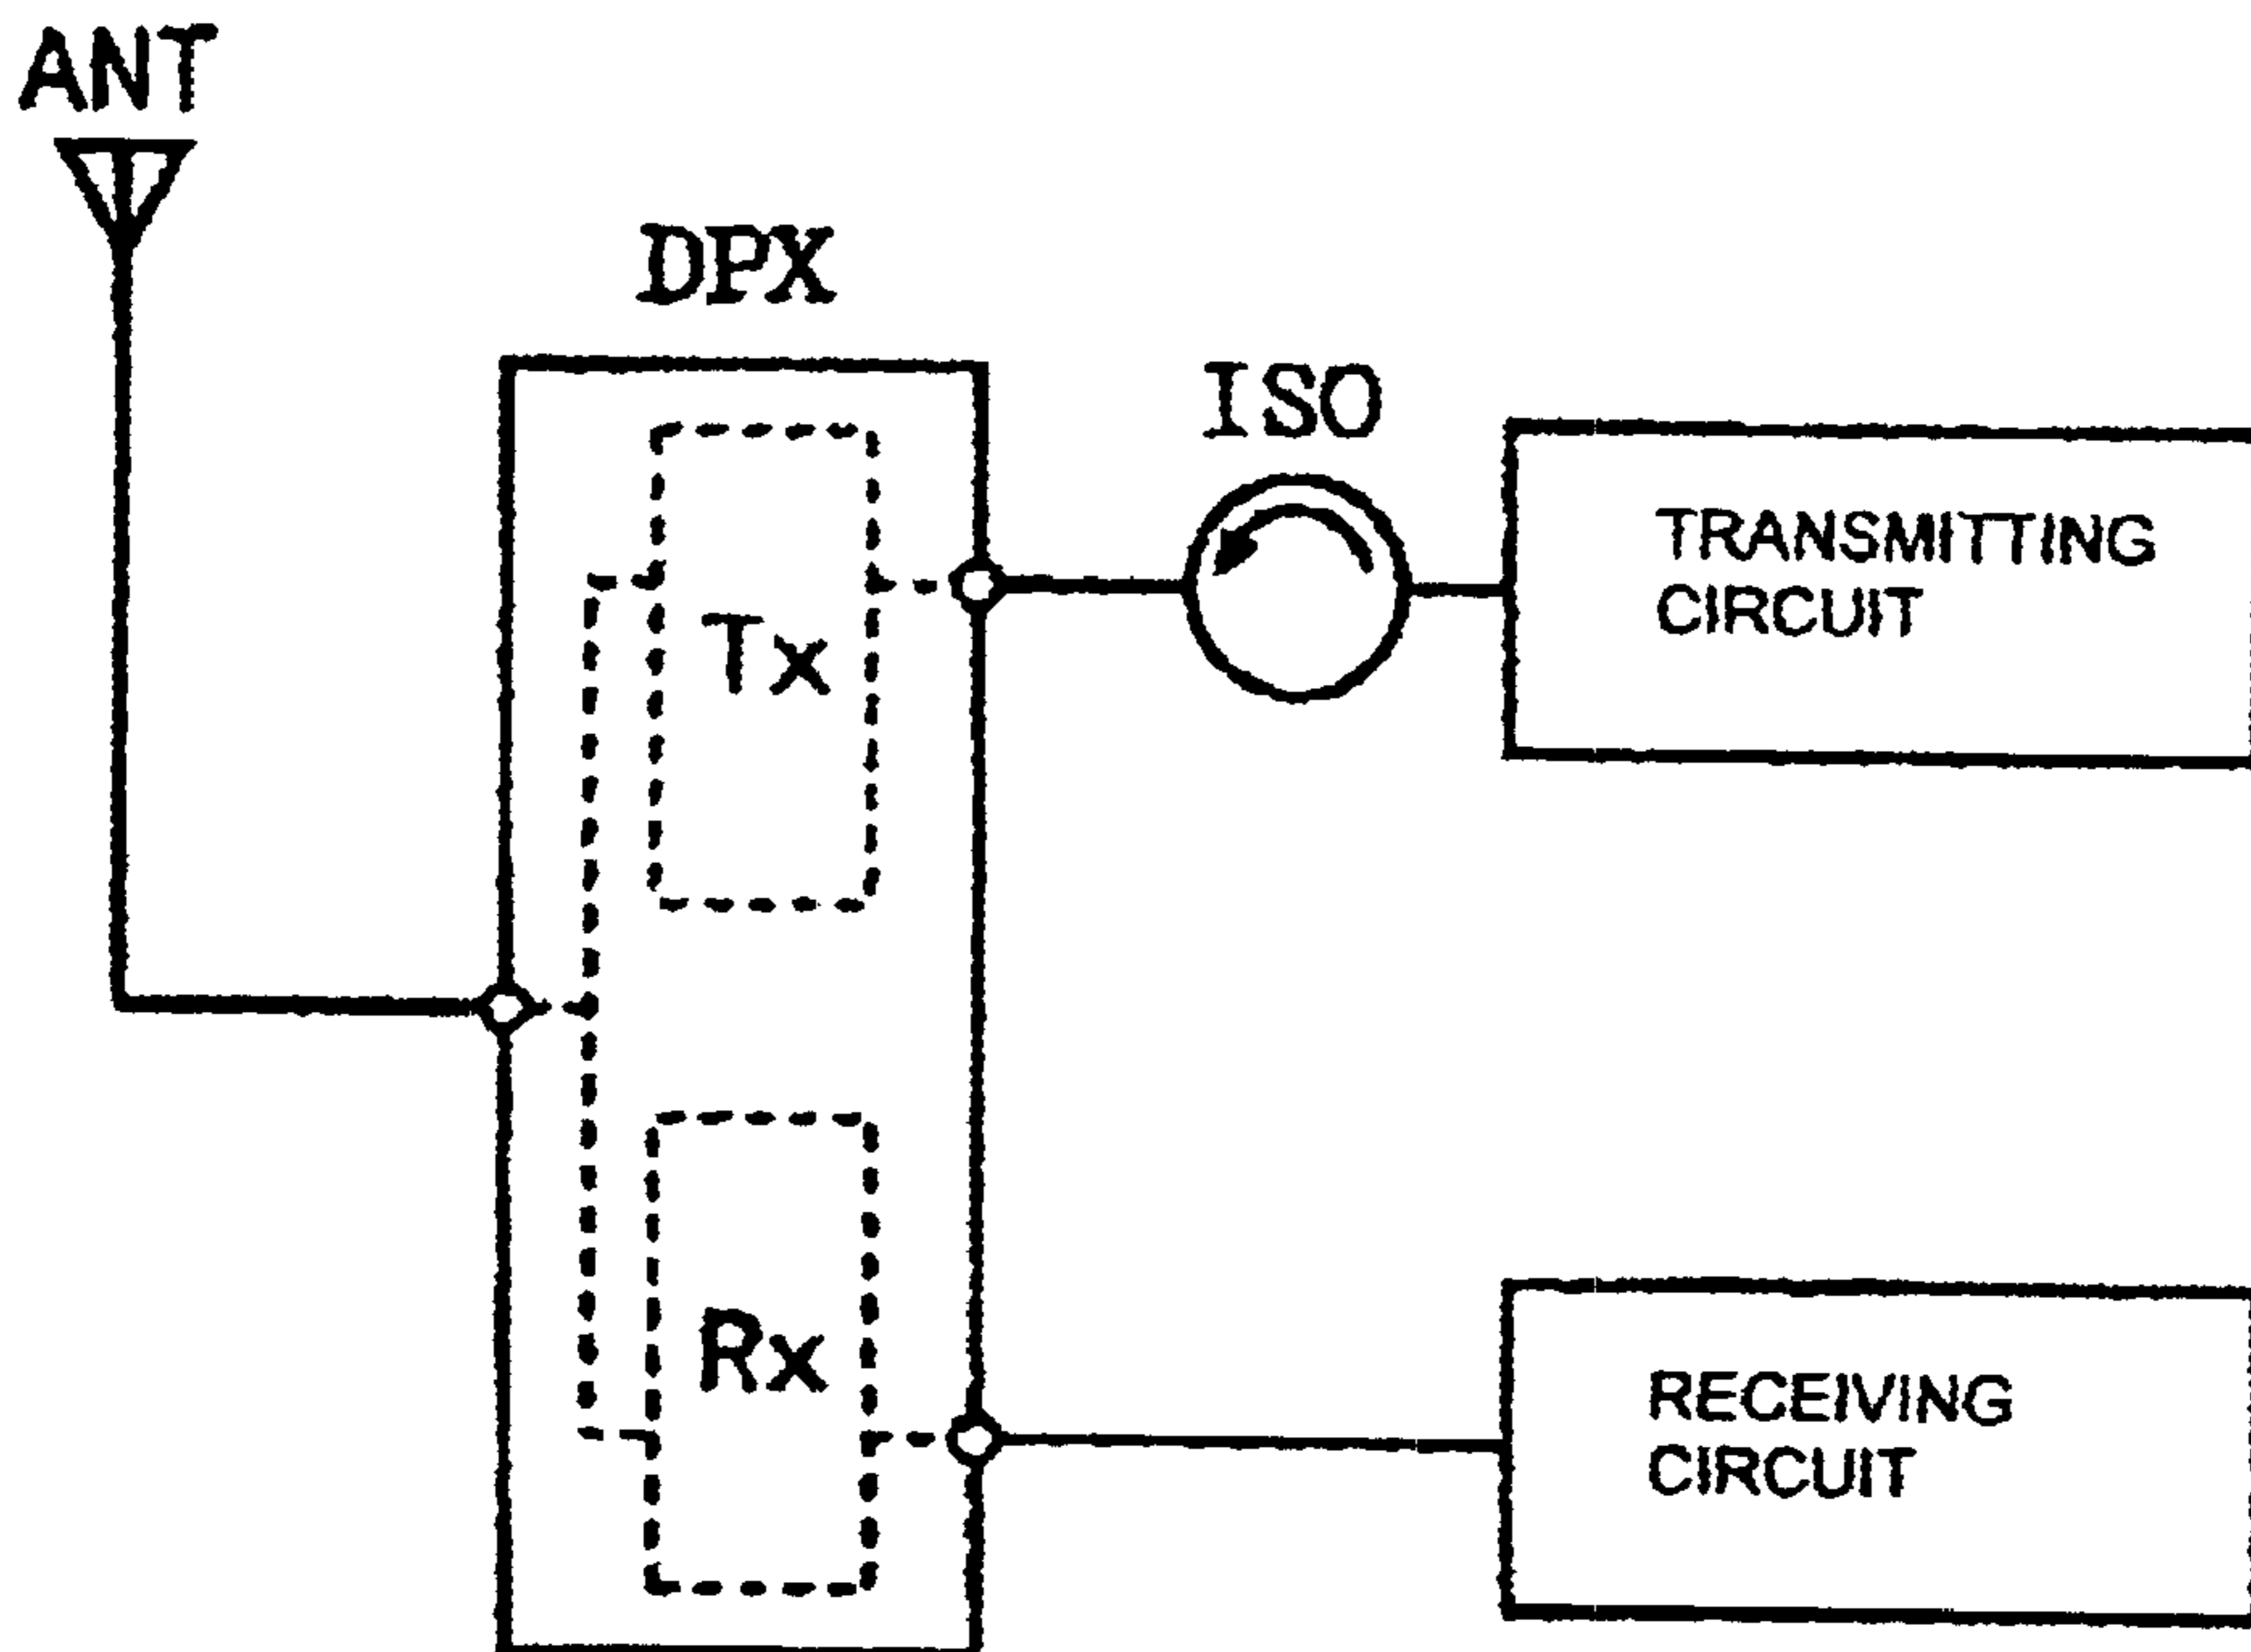 ANT
DPX
ISO
TRANSMITTING
CIRCUIT
Tx
Rx
RECEIVING
CIRCUIT